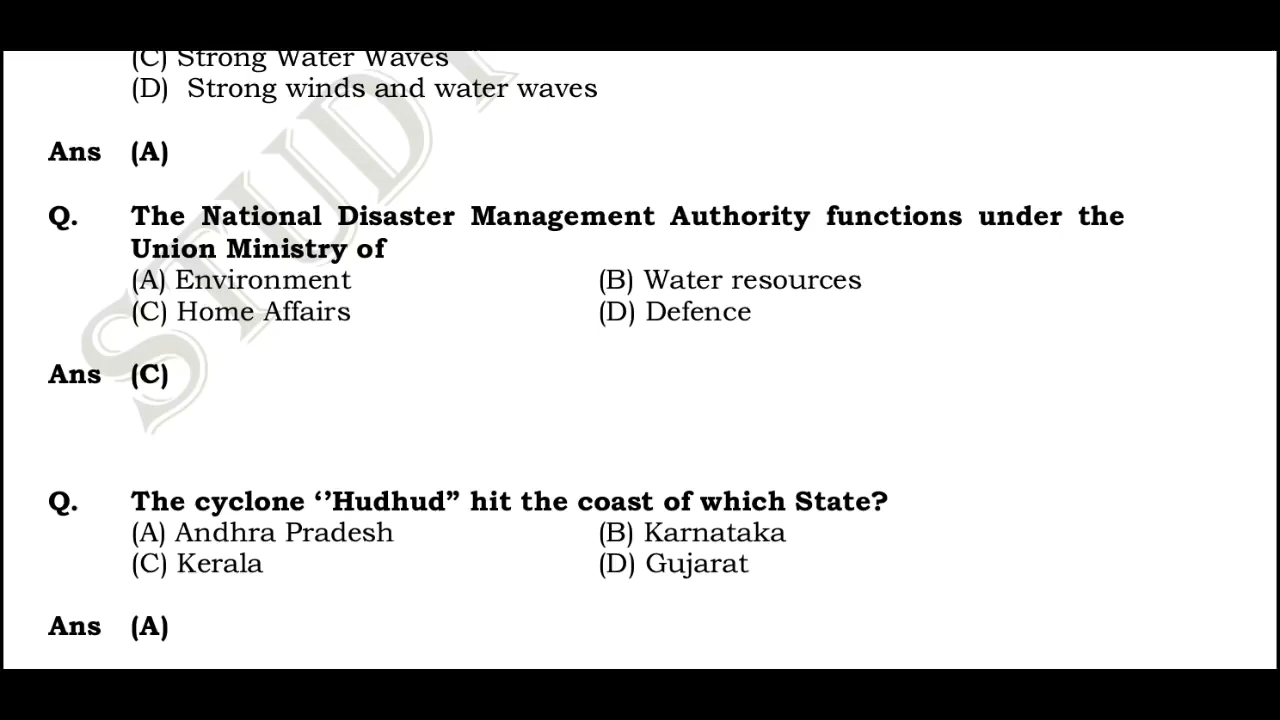 (C) Strong Water Waves
(D) Strong winds and water waves
Ans (A)
Q. The National Disaster Management Authority functions under the
Union Ministry of
(A) Environment (B) Water resources
(C) Home Affairs (D) Defence
Ans (C)
Q. The cyclone ‘’Hudhud” hit the coast of which State?
(A) Andhra Pradesh (B) Karnataka
(C) Kerala (D) Gujarat
Ans (A)
STUD